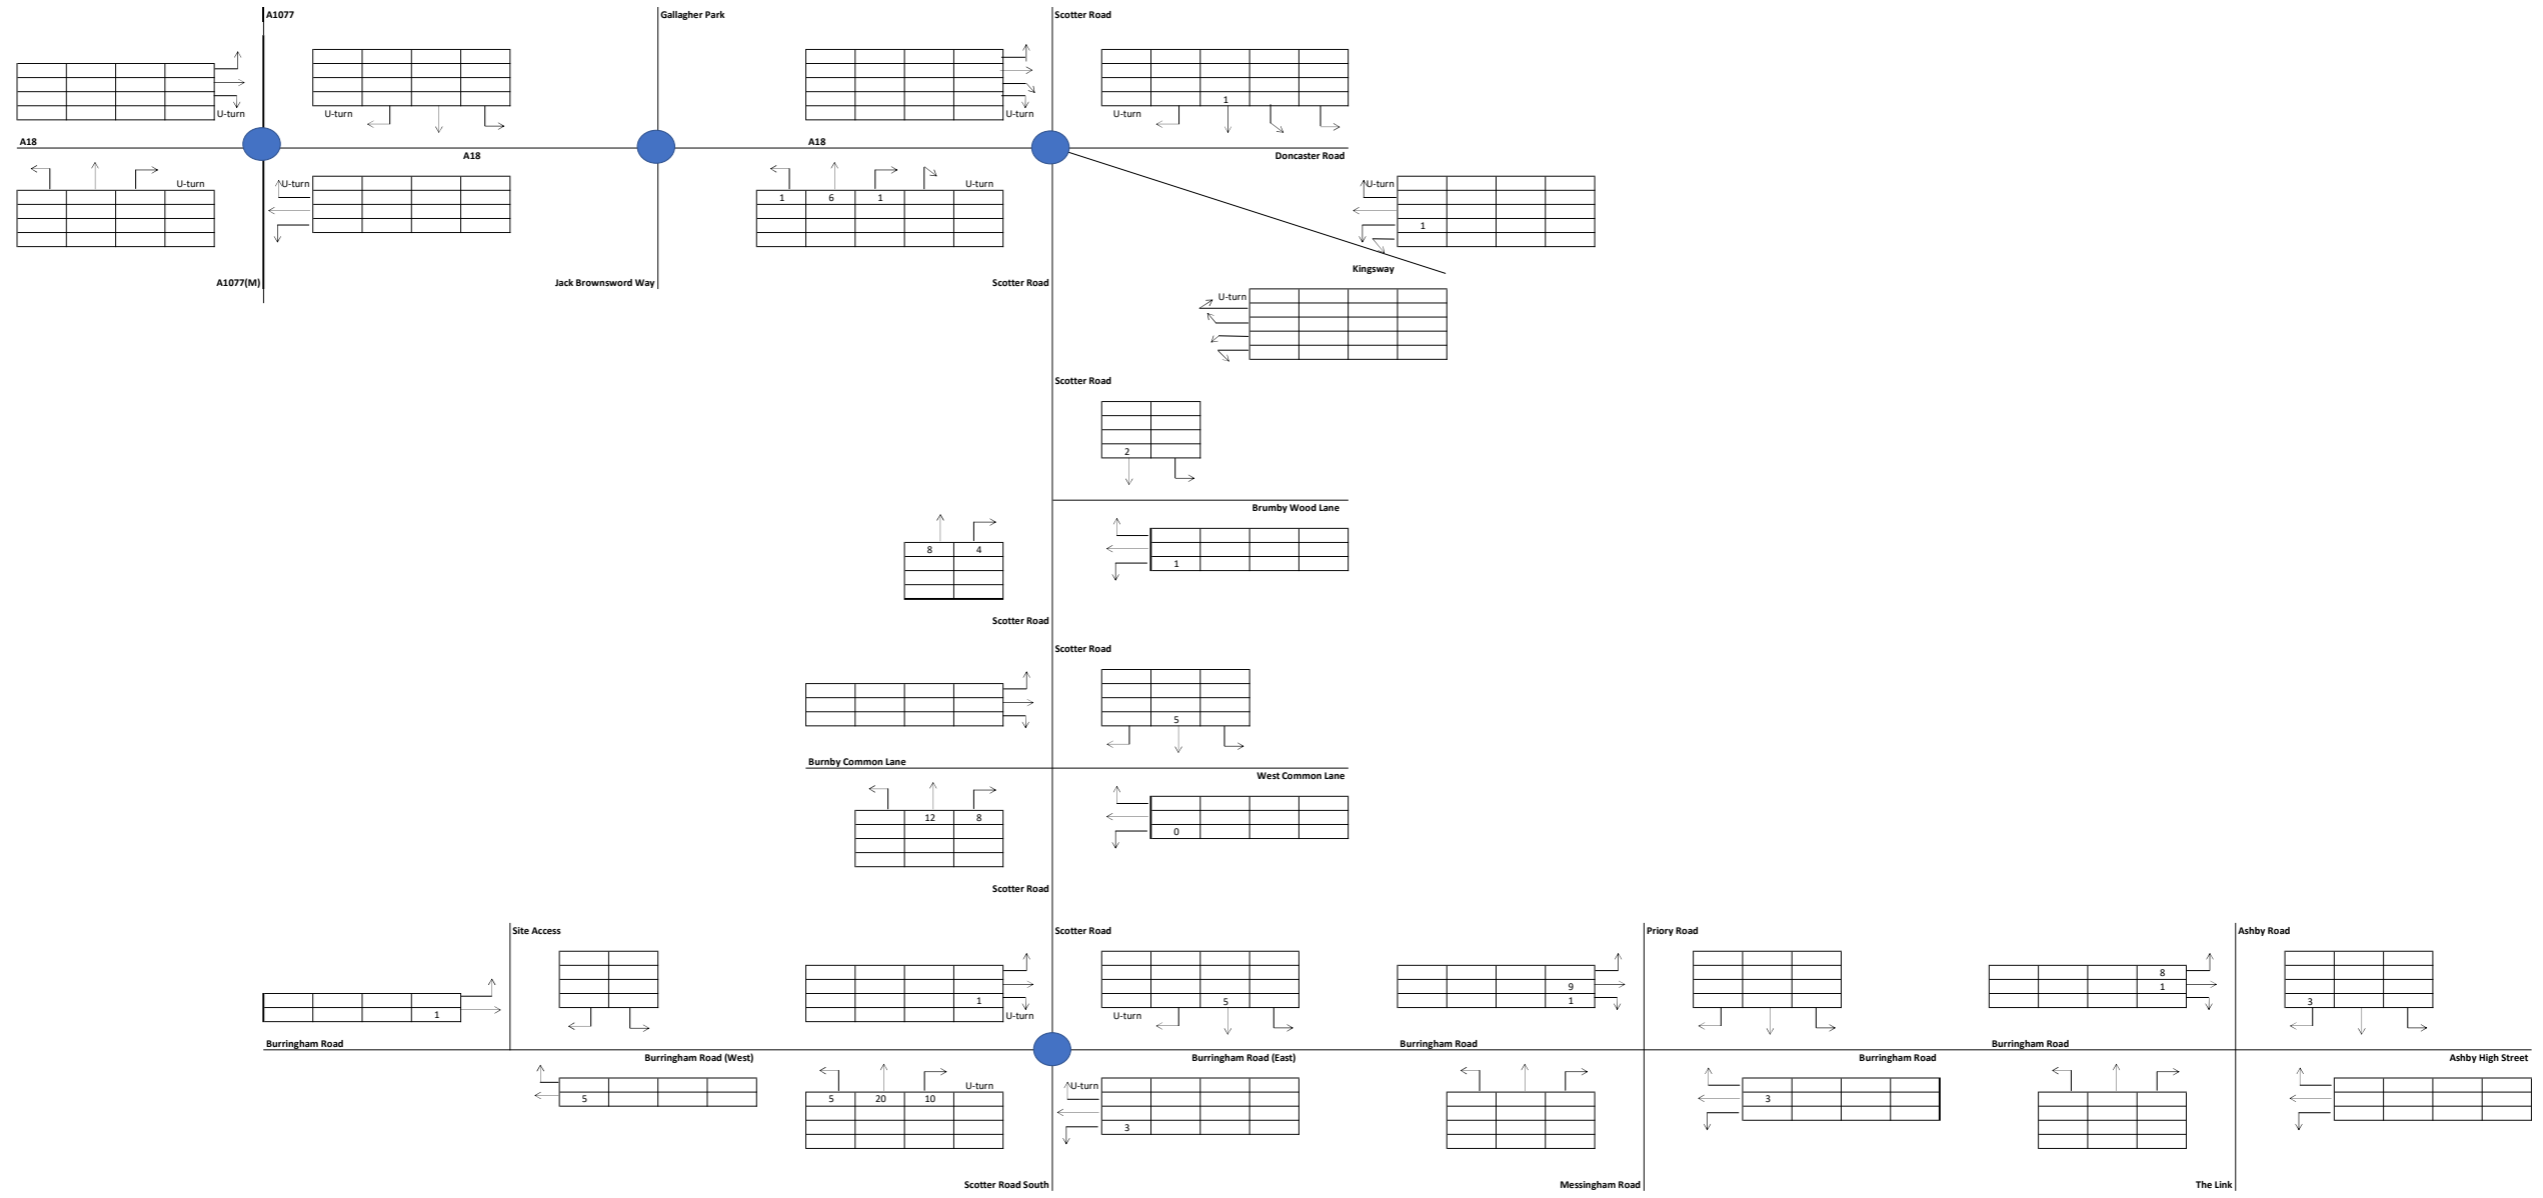 A1077
Gallagher Park
Scotter Road
1
U-turn
U-turn
U-turn
U-turn
A18
A18
A18
Doncaster Road
U-turn
U-turn
U-turn
U-turn
1 6 1
1
Kingsway
A1077(M)
Jack Brownsword Way
Scotter Road
U-turn
Scotter Road
2
Brumby Wood Lane
8 4
1
Scotter Road
Scotter Road
5
Burnby Common Lane
West Common Lane
12 8
0
Scotter Road
Site Access
Scotter Road
Priory Road
Ashby Road
8
9
1
1
5
1
3
1
U-turn
U-turn
Burringham Road
Burringham Road
Burringham Road
Burringham Road (West)
Burringham Road (East)
Burringham Road
Ashby High Street
U-turn
U-turn
5
5 20 10
3
3
Scotter Road South
Messingham Road
The Link